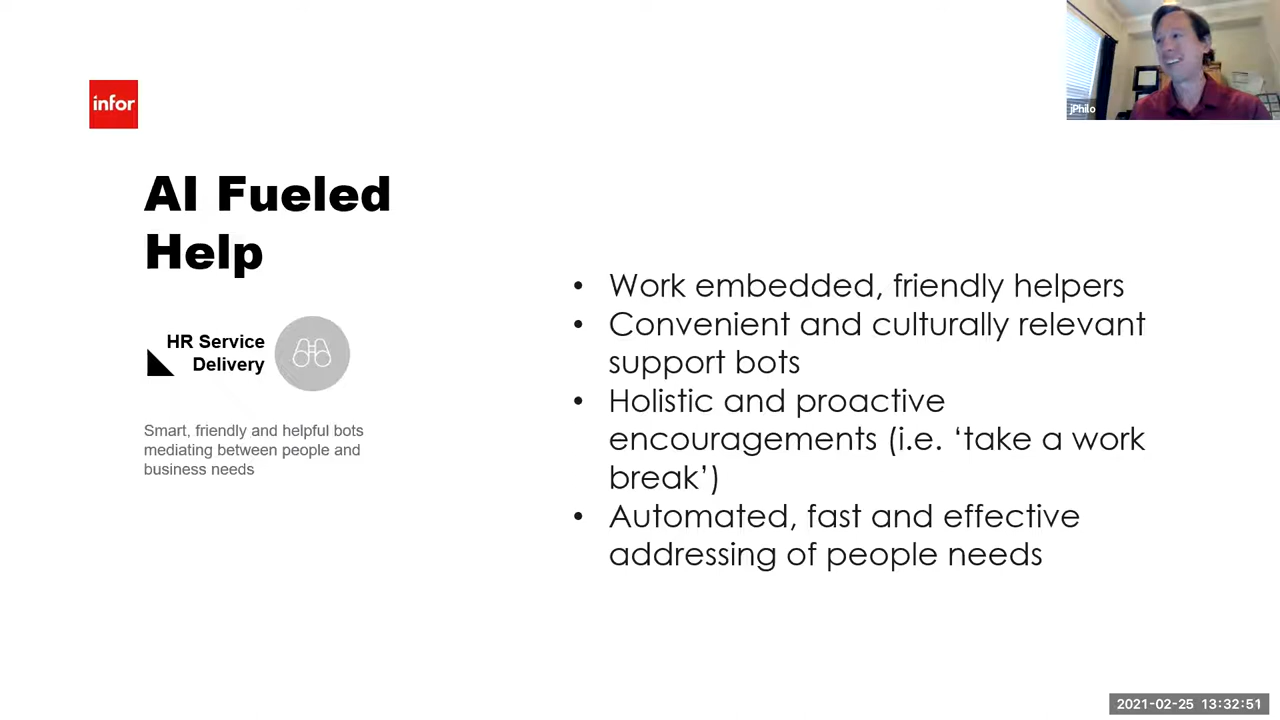 infor
jPhilo
AI Fueled
Help
HR Service
Delivery
Smart, friendly and helpful bots
mediating between people and
business needs
• Work embedded, friendly helpers
• Convenient and culturally relevant
support bots
• Holistic and proactive
encouragements (i.e. ‘take a work
break’)
• Automated, fast and effective
addressing of people needs
2021-02-25 13:32:51